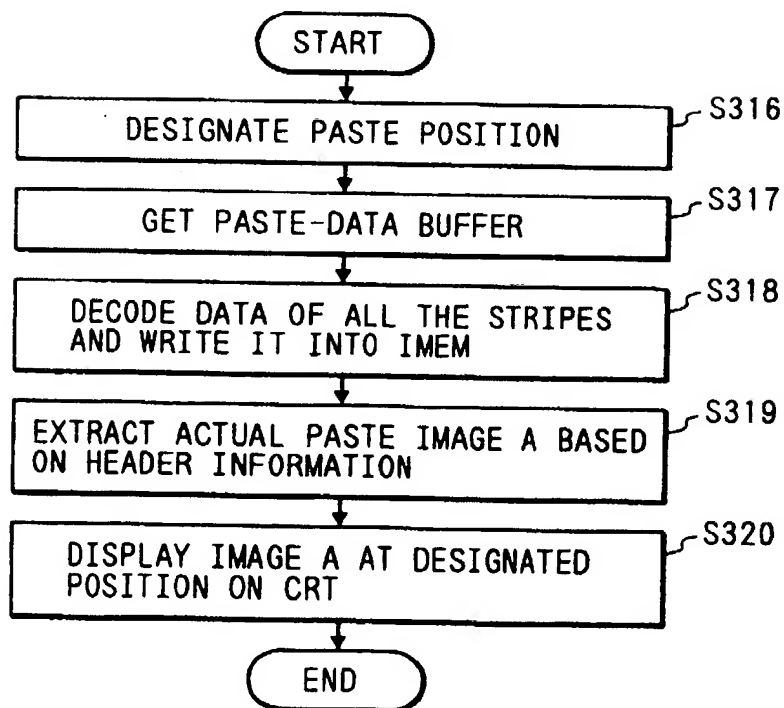 START
S316
DESIGNATE PASTE POSITION
S317
GET PASTE-DATA BUFFER
S318
DECODE DATA OF ALL THE STRIPES
AND WRITE IT INTO IMEM
S319
EXTRACT ACTUAL PASTE IMAGE A BASED
ON HEADER INFORMATION
S320
DISPLAY IMAGE A AT DESIGNATED
POSITION ON CRT
END